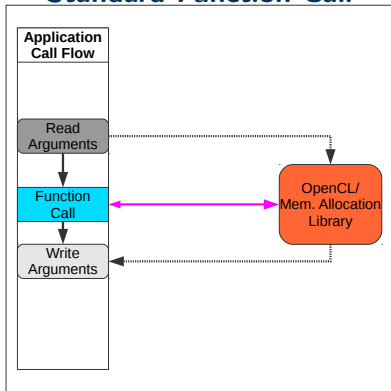 Standard Function Call
Application
Call Flow
Read
Arguments
Function
Call
Write
Arguments
OpenCL/
Mem. Allocation
Library